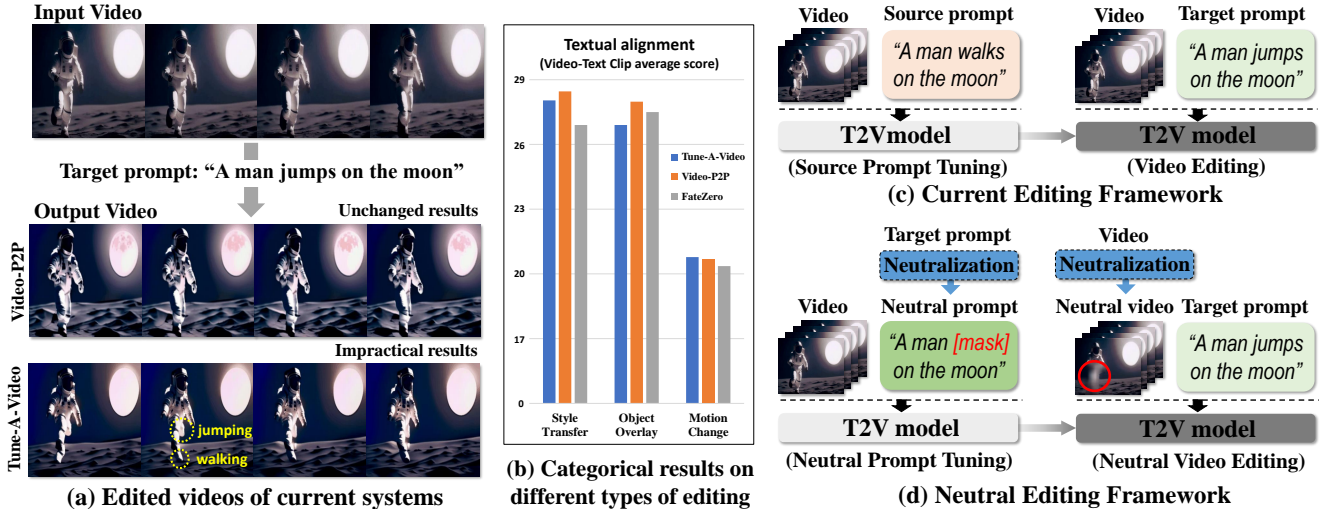 Input Video
Target prompt: “A man jumps on the moon”
Output Video
Unchanged results
Video-P2P
Impractical results
Tune-A-Video
jumping
walking
(a) Edited videos of current systems
Textual alignment
(Video-Text Clip average score)
29
26
23
20
17
0
Tune-A-Video
Video-P2P
FateZero
Style
Transfer
Object
Overlay
Motion
Change
(b) Categorical results on
different types of editing
Video
Source prompt
“A man walks
on the moon”
T2Vmodel
(Source Prompt Tuning)
Video
Target prompt
“A man jumps
on the moon”
T2V model
(Video Editing)
(c) Current Editing Framework
Target prompt
Neutralization
Video
Neutral prompt
“A man [mask]
on the moon”
T2V model
(Neutral Prompt Tuning)
Video
Neutralization
Neutral video
Target prompt
“A man jumps
on the moon”
T2V model
(Neutral Video Editing)
(d) Neutral Editing Framework